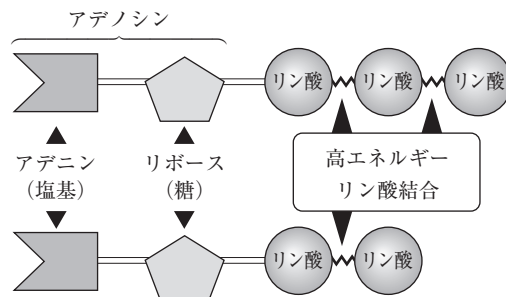 アデノシン
リン酸 リン酸 リン酸
アデニン
（塩基）
リボース
（糖）
高エネルギー
リン酸結合
リン酸 リン酸